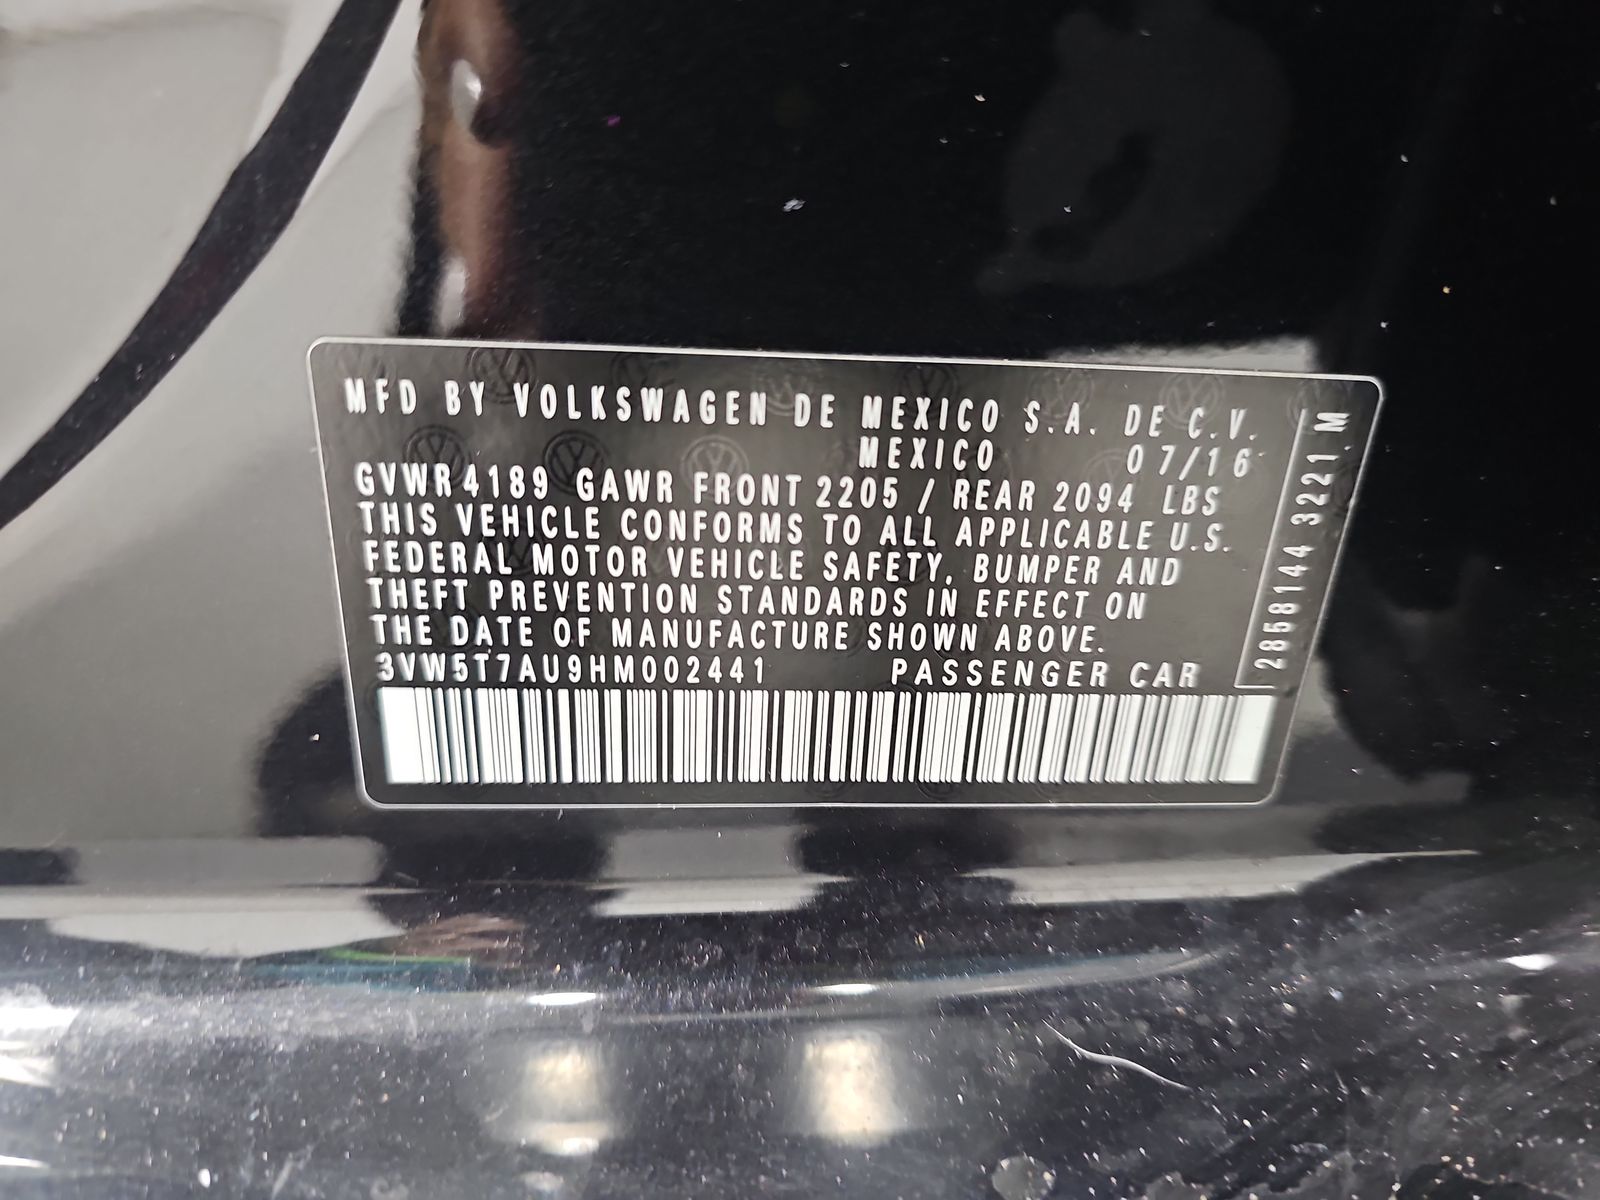 MFD BY VOLKSWAGEN DE MEXICO S.A. DE C.V.
MEXICO 07/16
GVWR 4189 GAWR FRONT 2205 / REAR 2094 LBS
THIS VEHICLE CONFORMS TO ALL APPLICABLE U.S.
FEDERAL MOTOR VEHICLE SAFETY, BUMPER AND
THEFT PREVENTION STANDARDS IN EFFECT ON
THE DATE OF MANUFACTURE SHOWN ABOVE.
3VW5T7AU9HM002441 PASSENGER CAR
2858144 3221.M